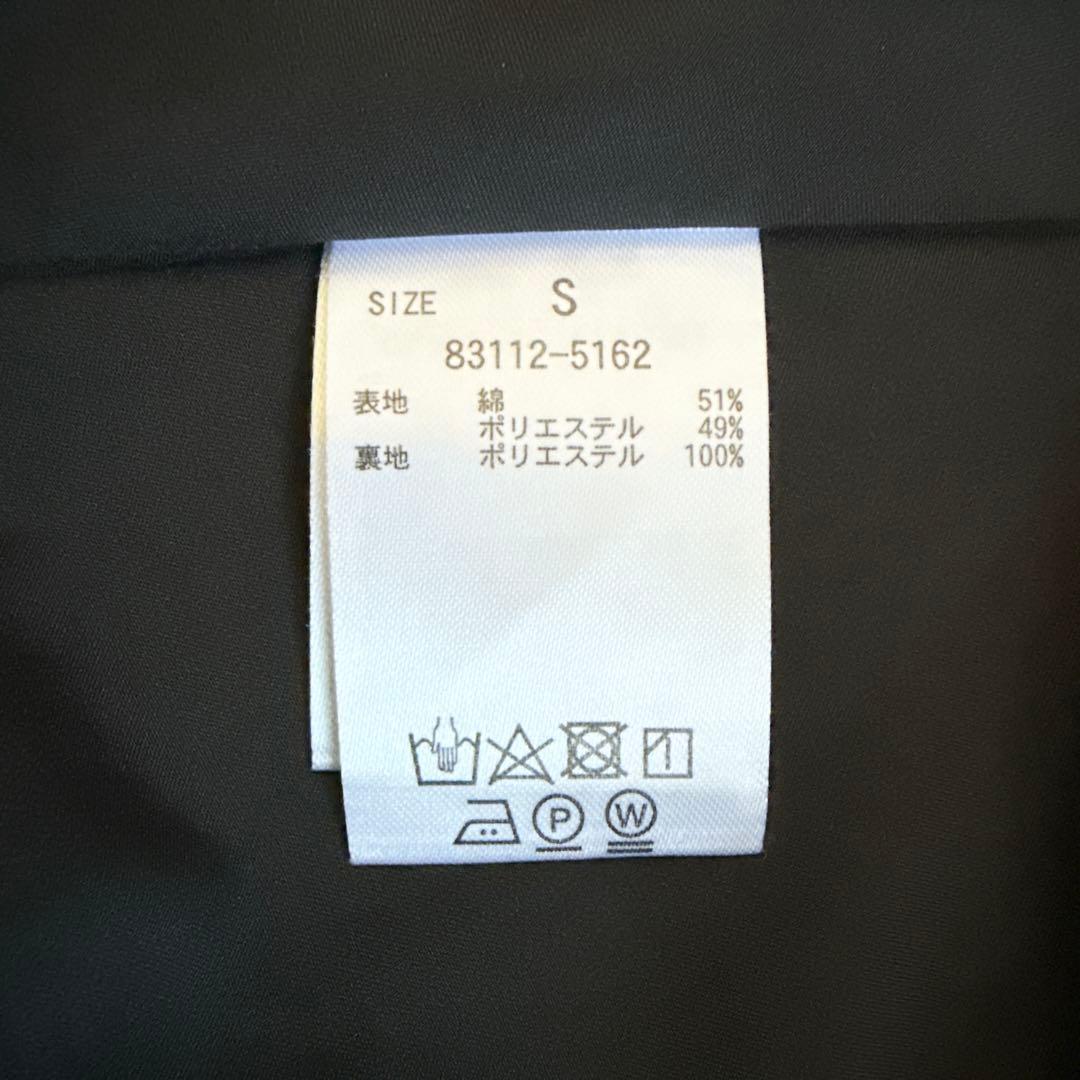 SIZE S
83112-5162
表地 綿 51%
ポリエステル 49%
裏地 ポリエステル 100%
P W